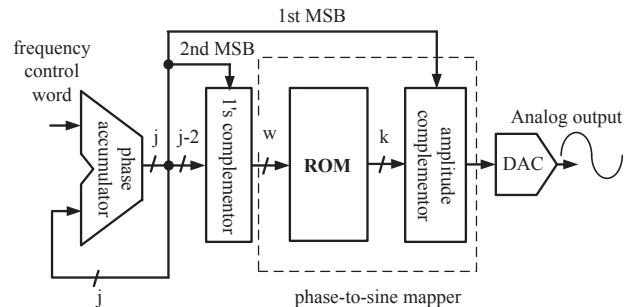 1st MSB
frequency
control
word
2nd MSB
phase
accumulator
j
j-2
1's complementor
w
ROM
k
amplitude
complementor
DAC
Analog output
j
phase-to-sine mapper